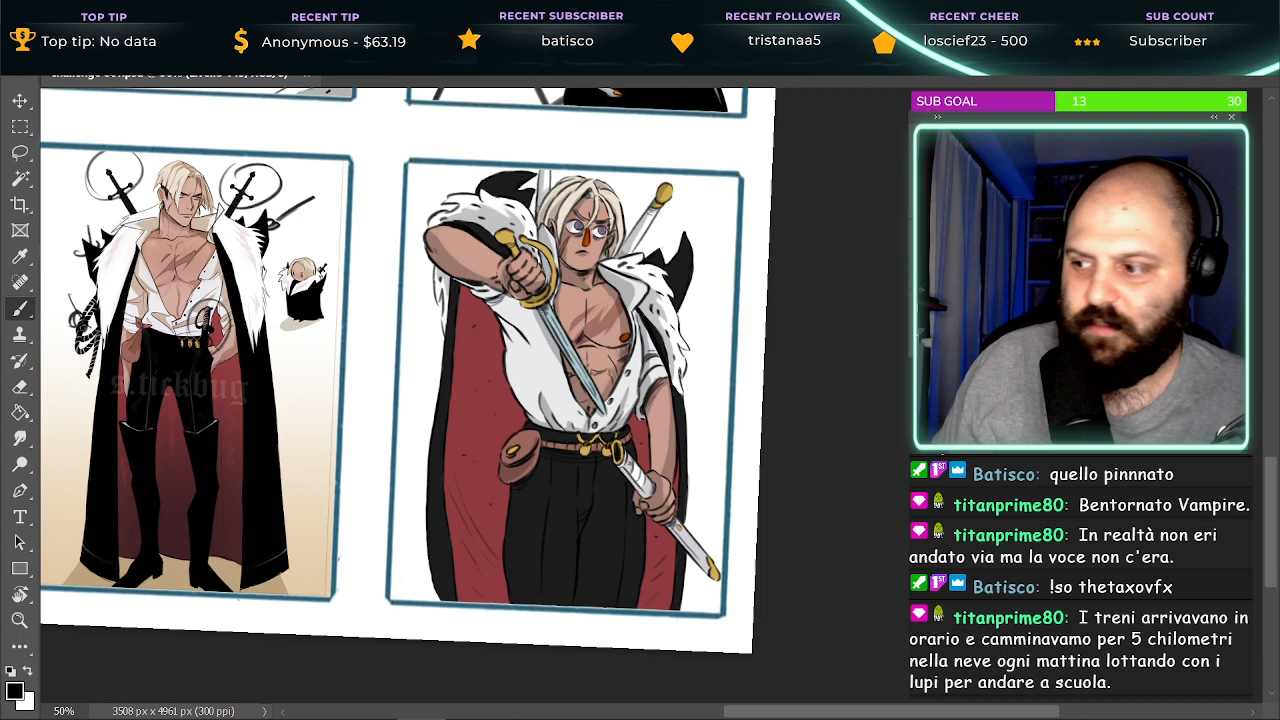 TOP TIP
Top tip: No data
RECENT TIP
Anonymous - $63.19
RECENT SUBSCRIBER
batisco
RECENT FOLLOWER
tristanaa5
RECENT CHEER
loscief23 - 500
SUB COUNT
Subscriber
SUB GOAL 13 30
s.tickbug
Batisco: quello pinnnato
titanprime80: Bentornato Vampire.
titanprime80: In realtà non eri
andato via ma la voce non c'era.
Batisco: !so thetaxovfx
titanprime80: I treni arrivavano in
orario e camminavamo per 5 chilometri
nella neve ogni mattina lottando con i
lupi per andare a scuola.
50% 3508 px x 4961 px (300 ppi)